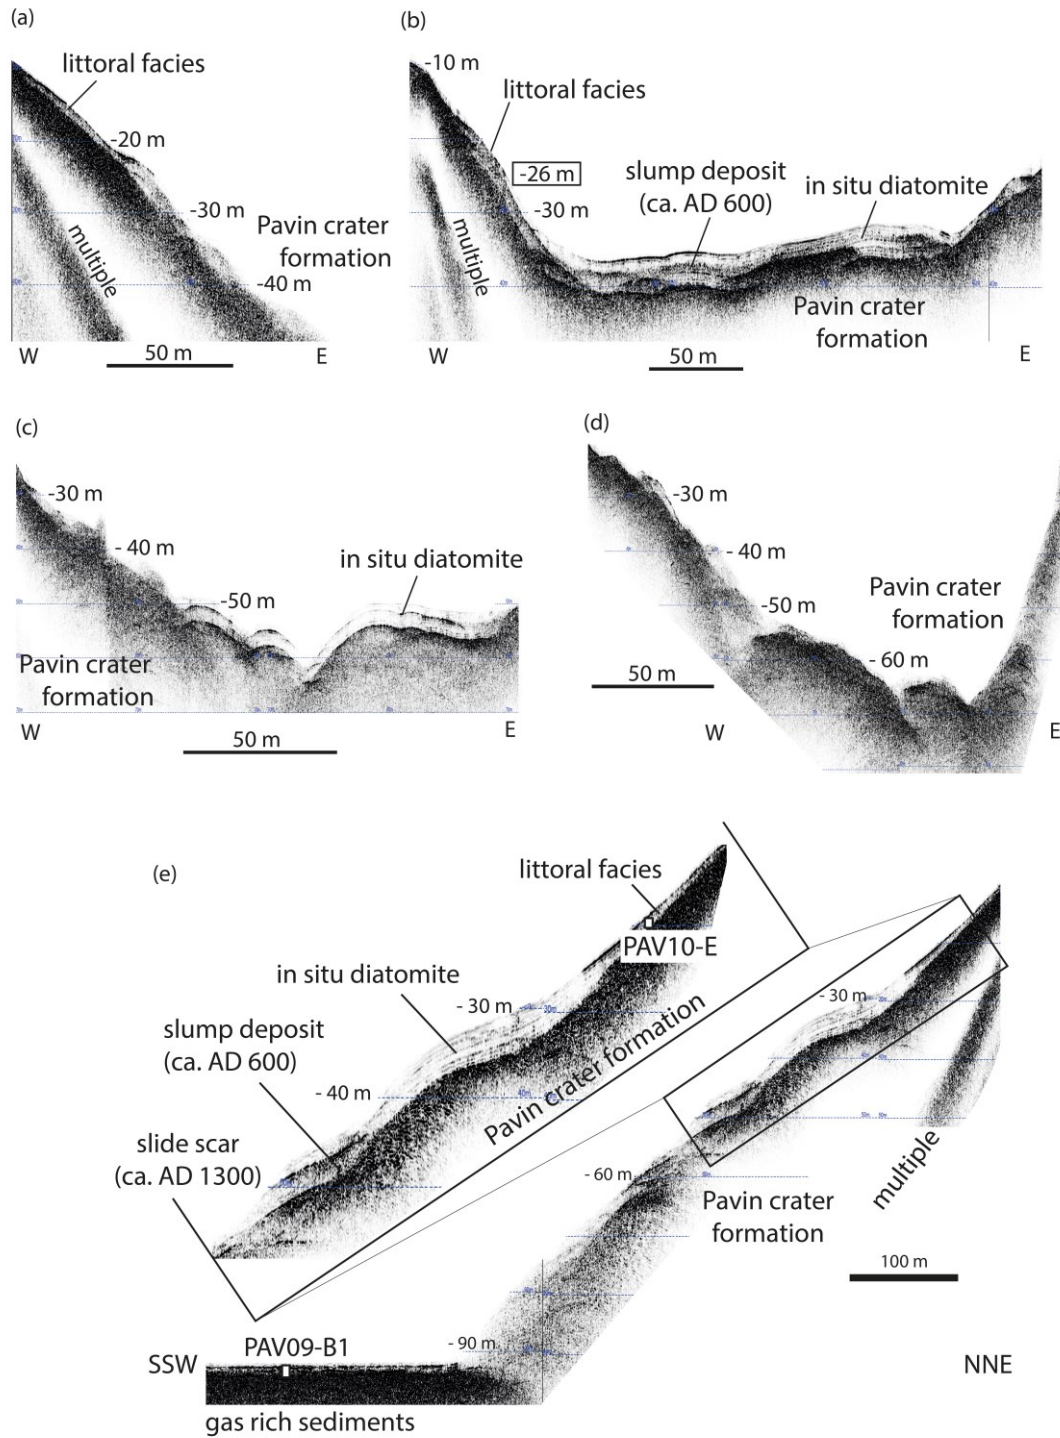 (a)
littoral facies
-20 m
-30 m
Pavin crater
formation
multiple
-40 m
W
50 m
E
(b)
-10 m
littoral facies
-26 m
slump deposit
(ca. AD 600)
in situ diatomite
-30 m
multiple
Pavin crater
formation
W
50 m
E
(c)
-30 m
- 40 m
in situ diatomite
-50 m
Pavin crater
formation
W
50 m
E
(d)
-30 m
- 40 m
Pavin crater
formation
-50 m
- 60 m
50 m
W
E
(e)
littoral facies
PAV10-E
in situ diatomite
- 30 m
slump deposit
(ca. AD 600)
- 40 m
Pavin crater formation
slide scar
(ca. AD 1300)
- 30 m
multiple
- 60 m
Pavin crater
formation
100 m
- 90 m
PAV09-B1
SSW
NNE
gas rich sediments